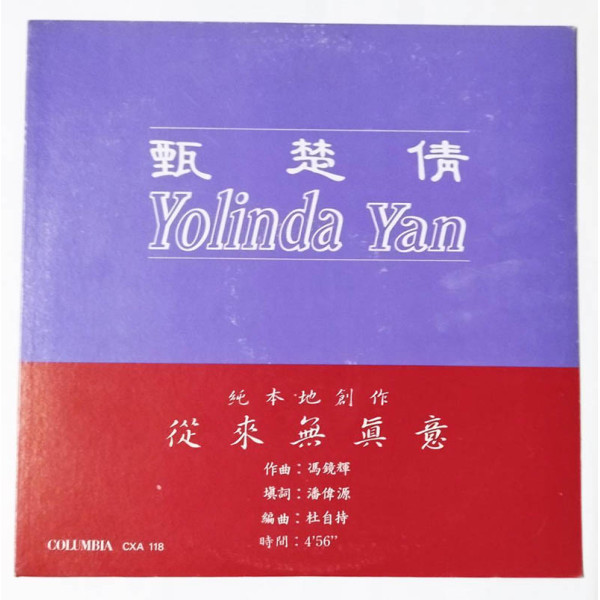 甄楚倩
Yolinda Yan
純本地創作
從來無眞意
作曲：馮鏡輝
填詞：潘偉源
編曲：杜自持
時間：4'56''
COLUMBIA CXA 118